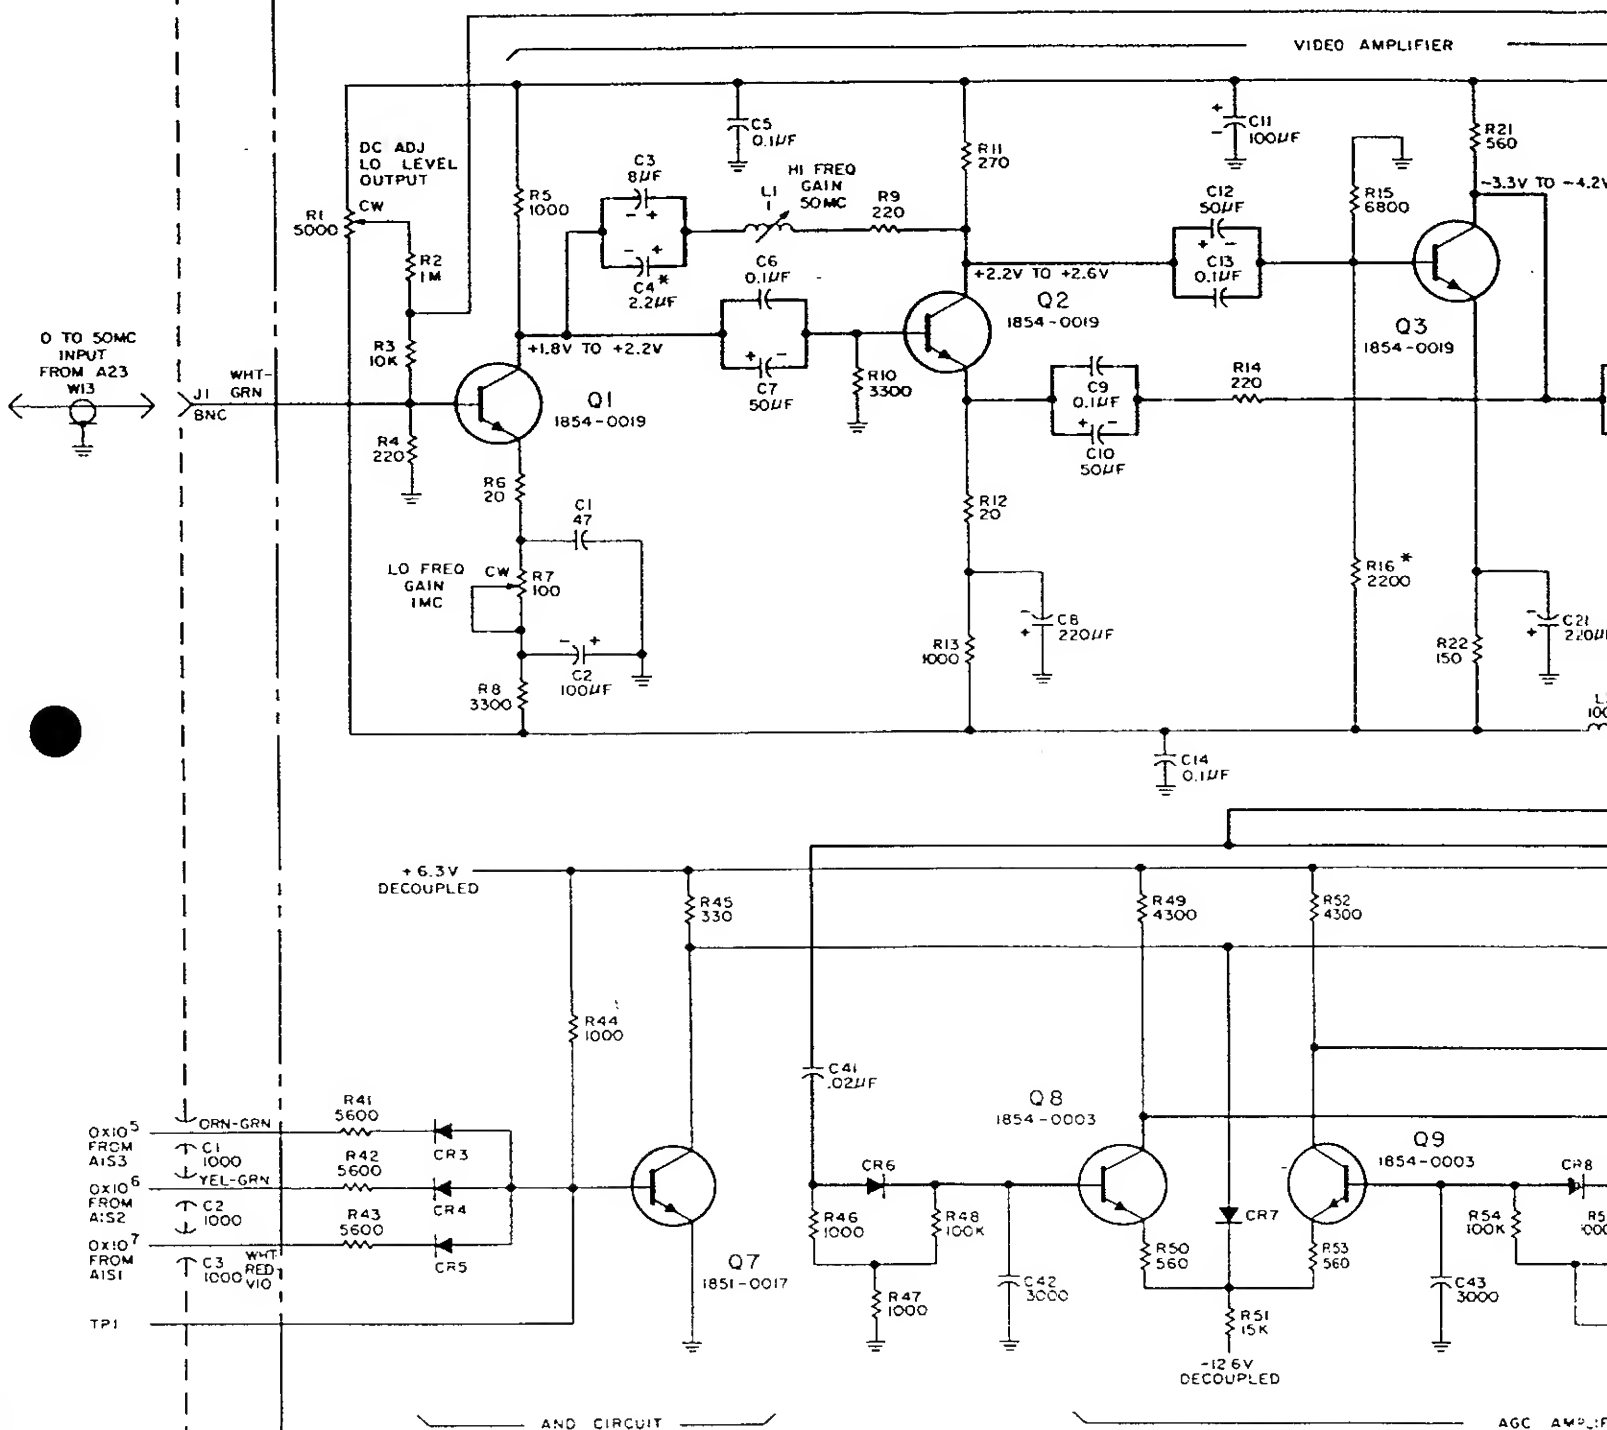 VIDEO AMPLIFIER
DC ADJ
LO LEVEL
OUTPUT
CW
R1
5000
R2
1M
R3
10K
R4
220
0 TO 50MC
INPUT
FROM A23
W13
J1
BNC
WHT-
GRN
R5
1000
C3
8µF
C4*
2.2µF
L1
HI FREQ
GAIN
50MC
R9
220
C5
0.1µF
C6
0.1µF
C7
50µF
+1.8V TO +2.2V
Q1
1854-0019
R6
20
C1
47
LO FREQ
GAIN
1MC
CW
R7
100
C2
100µF
R8
3300
R10
3300
R11
270
+2.2V TO +2.6V
Q2
1854-0019
C9
0.1µF
C10
50µF
R14
220
R12
20
R13
1000
C8
220µF
C11
100µF
C12
50µF
C13
0.1µF
R15
6800
R16*
2200
R21
560
-3.3V TO -4.2V
Q3
1854-0019
R22
150
C21
220µ
L
100
C14
0.1µF
+6.3V
DECOUPLED
R45
330
R44
1000
R49
4300
R52
4300
C41
.02µF
Q8
1854-0003
Q9
1854-0003
0X10⁵
FROM
A1S3
ORN-GRN
C1
1000
R41
5600
CR3
0X10⁶
FROM
A1S2
YEL-GRN
C2
1000
R42
5600
CR4
0X10⁷
FROM
A1S1
C3
1000
WHT
RED-
VIO
R43
5600
CR5
TP1
Q7
1851-0017
CR6
R46
1000
R48
100K
R47
1000
C42
3000
R50
560
CR7
R53
560
R51
15K
-12.6V
DECOUPLED
C43
3000
R54
100K
CR8
AND CIRCUIT
AGC